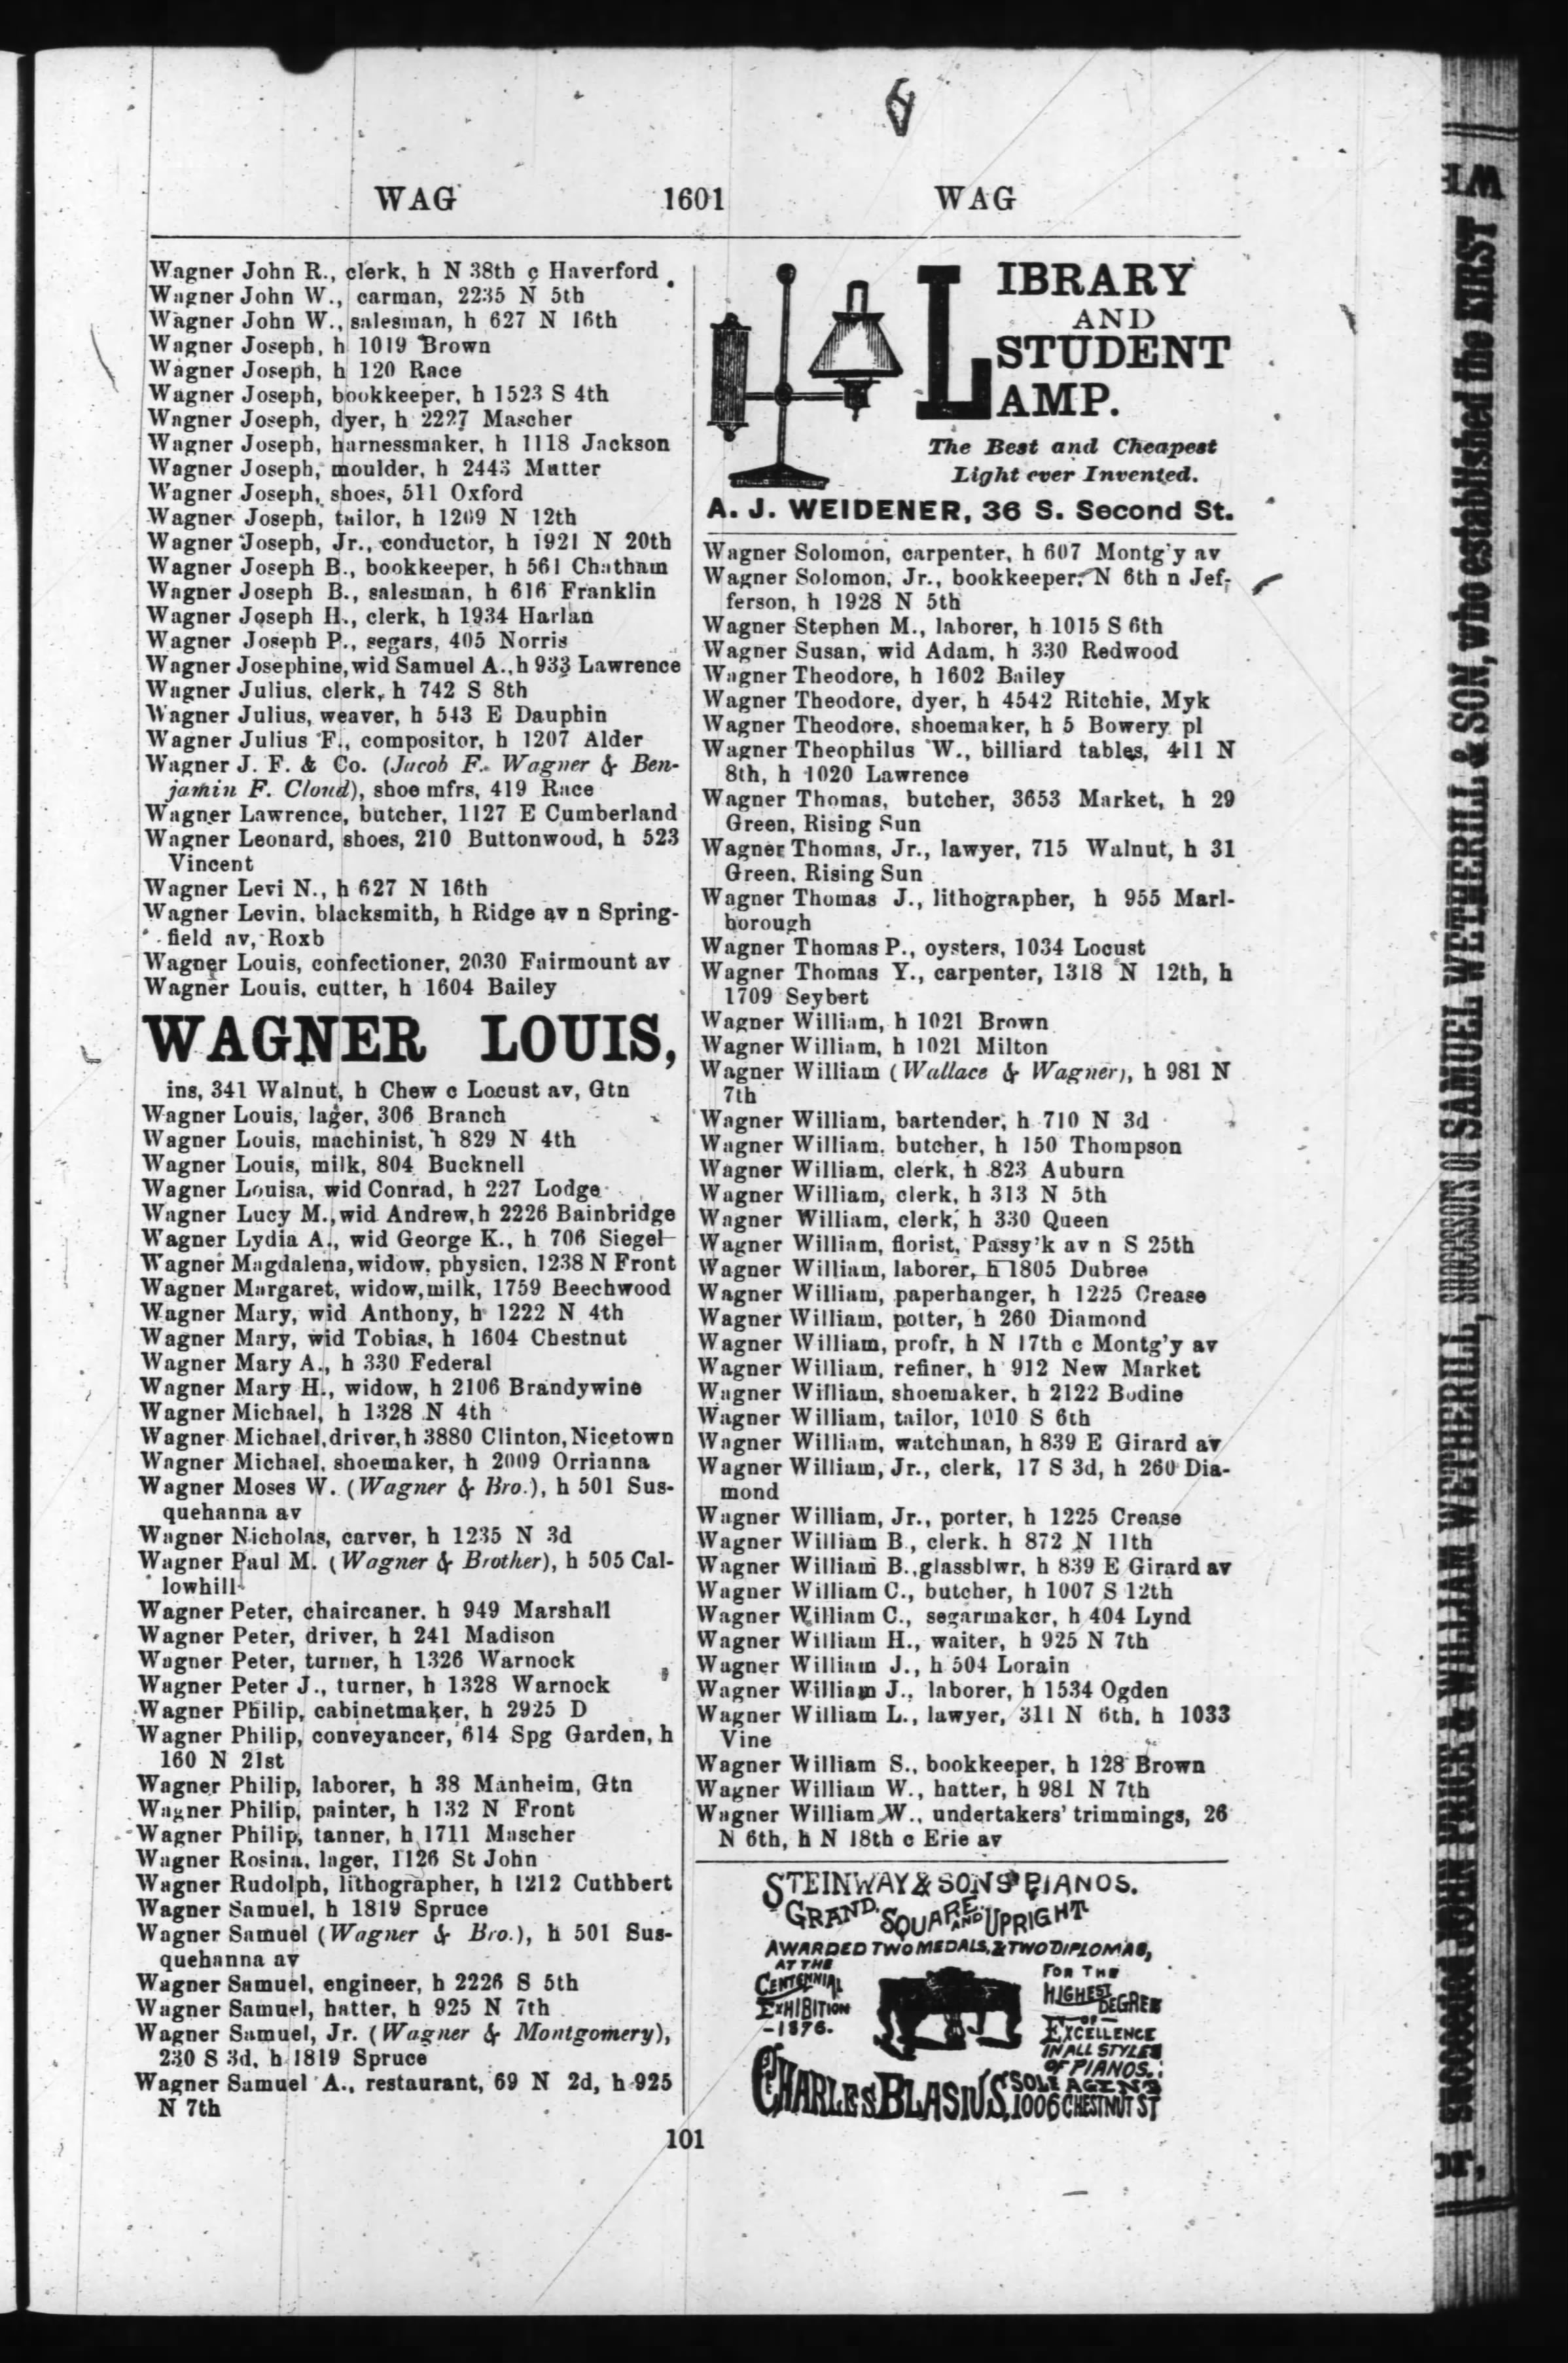 WAG 1601 WAG
Wagner John R., clerk, h N 38th c Haverford
Wagner John W., carman, 2235 N 5th
Wagner John W., salesman, h 627 N 16th
Wagner Joseph, h 1019 Brown
Wagner Joseph, h 120 Race
Wagner Joseph, bookkeeper, h 1523 S 4th
Wagner Joseph, dyer, h 2227 Mascher
Wagner Joseph, harnessmaker, h 1118 Jackson
Wagner Joseph, moulder, h 2443 Mutter
Wagner Joseph, shoes, 511 Oxford
Wagner Joseph, tailor, h 1209 N 12th
Wagner Joseph, Jr., conductor, h 1921 N 20th
Wagner Joseph B., bookkeeper, h 561 Chatham
Wagner Joseph B., salesman, h 616 Franklin
Wagner Joseph H., clerk, h 1934 Harlan
Wagner Joseph P., segars, 405 Norris
Wagner Josephine, wid Samuel A., h 933 Lawrence
Wagner Julius, clerk, h 742 S 8th
Wagner Julius, weaver, h 543 E Dauphin
Wagner Julius F., compositor, h 1207 Alder
Wagner J. F. & Co. (Jacob F. Wagner & Ben-
jamin F. Cloud), shoe mfrs, 419 Race
Wagner Lawrence, butcher, 1127 E Cumberland
Wagner Leonard, shoes, 210 Buttonwood, h 523
Vincent
Wagner Levi N., h 627 N 16th
Wagner Levin, blacksmith, h Ridge av n Spring-
field av, Roxb
Wagner Louis, confectioner, 2030 Fairmount av
Wagner Louis, cutter, h 1604 Bailey
WAGNER LOUIS,
ins, 341 Walnut, h Chew c Locust av, Gtn
Wagner Louis, lager, 306 Branch
Wagner Louis, machinist, h 829 N 4th
Wagner Louis, milk, 804 Bucknell
Wagner Louisa, wid Conrad, h 227 Lodge
Wagner Lucy M., wid Andrew, h 2226 Bainbridge
Wagner Lydia A., wid George K., h 706 Siegel
Wagner Magdalena, widow, physicn, 1238 N Front
Wagner Margaret, widow, milk, 1759 Beechwood
Wagner Mary, wid Anthony, h 1222 N 4th
Wagner Mary, wid Tobias, h 1604 Chestnut
Wagner Mary A., h 330 Federal
Wagner Mary H., widow, h 2106 Brandywine
Wagner Michael, h 1328 N 4th
Wagner Michael, driver, h 3880 Clinton, Nicetown
Wagner Michael, shoemaker, h 2009 Orrianna
Wagner Moses W. (Wagner & Bro.), h 501 Sus-
quehanna av
Wagner Nicholas, carver, h 1235 N 3d
Wagner Paul M. (Wagner & Brother), h 505 Cal-
lowhill
Wagner Peter, chaircaner, h 949 Marshall
Wagner Peter, driver, h 241 Madison
Wagner Peter, turner, h 1326 Warnock
Wagner Peter J., turner, h 1328 Warnock
Wagner Philip, cabinetmaker, h 2925 D
Wagner Philip, conveyancer, 614 Spg Garden, h
160 N 21st
Wagner Philip, laborer, h 38 Manheim, Gtn
Wagner Philip, painter, h 132 N Front
Wagner Philip, tanner, h 1711 Mascher
Wagner Rosina, lager, 1126 St John
Wagner Rudolph, lithographer, h 1212 Cuthbert
Wagner Samuel, h 1819 Spruce
Wagner Samuel (Wagner & Bro.), h 501 Sus-
quehanna av
Wagner Samuel, engineer, h 2226 S 5th
Wagner Samuel, hatter, h 925 N 7th
Wagner Samuel, Jr. (Wagner & Montgomery),
230 S 3d, h 1819 Spruce
Wagner Samuel A., restaurant, 69 N 2d, h 925
N 7th
LIBRARY
AND
STUDENT
LAMP.
The Best and Cheapest
Light ever Invented.
A. J. WEIDENER, 36 S. Second St.
Wagner Solomon, carpenter, h 607 Montg'y av
Wagner Solomon, Jr., bookkeeper, N 6th n Jef-
ferson, h 1928 N 5th
Wagner Stephen M., laborer, h 1015 S 6th
Wagner Susan, wid Adam, h 330 Redwood
Wagner Theodore, h 1602 Bailey
Wagner Theodore, dyer, h 4542 Ritchie, Myk
Wagner Theodore, shoemaker, h 5 Bowery pl
Wagner Theophilus W., billiard tables, 411 N
8th, h 1020 Lawrence
Wagner Thomas, butcher, 3653 Market, h 29
Green, Rising Sun
Wagner Thomas, Jr., lawyer, 715 Walnut, h 31
Green, Rising Sun
Wagner Thomas J., lithographer, h 955 Marl-
borough
Wagner Thomas P., oysters, 1034 Locust
Wagner Thomas Y., carpenter, 1318 N 12th, h
1709 Seybert
Wagner William, h 1021 Brown
Wagner William, h 1021 Milton
Wagner William (Wallace & Wagner), h 981 N
7th
Wagner William, bartender, h 710 N 3d
Wagner William, butcher, h 150 Thompson
Wagner William, clerk, h 823 Auburn
Wagner William, clerk, h 313 N 5th
Wagner William, clerk, h 330 Queen
Wagner William, florist, Passy'k av n S 25th
Wagner William, laborer, h 1805 Dubree
Wagner William, paperhanger, h 1225 Crease
Wagner William, potter, h 260 Diamond
Wagner William, profr, h N 17th c Montg'y av
Wagner William, refiner, h 912 New Market
Wagner William, shoemaker, h 2122 Bodine
Wagner William, tailor, 1010 S 6th
Wagner William, watchman, h 839 E Girard av
Wagner William, Jr., clerk, 17 S 3d, h 260 Dia-
mond
Wagner William, Jr., porter, h 1225 Crease
Wagner William B., clerk, h 872 N 11th
Wagner William B., glassblwr, h 839 E Girard av
Wagner William C., butcher, h 1007 S 12th
Wagner William C., segarmaker, h 404 Lynd
Wagner William H., waiter, h 925 N 7th
Wagner William J., h 504 Lorain
Wagner William J., laborer, h 1534 Ogden
Wagner William L., lawyer, 311 N 6th, h 1033
Vine
Wagner William S., bookkeeper, h 128 Brown
Wagner William W., hatter, h 981 N 7th
Wagner William W., undertakers' trimmings, 26
N 6th, h N 18th c Erie av
STEINWAY & SONS' PIANOS.
GRAND, SQUARE AND UPRIGHT
AWARDED TWO MEDALS, & TWO DIPLOMAS,
AT THE
CENTENNIAL
EXHIBITION
-1876.
FOR THE
HIGHEST
DEGREE
-OF-
EXCELLENCE
IN ALL STYLES
OF PIANOS.
CHARLES BLASIUS, SOLE AGENT
1006 CHESTNUT ST
101
succeeded JOHN PRICE & WILLIAM WETHERILL, SUCCESSORS of SAMUEL WETHERILL & SON, who established the FIRST